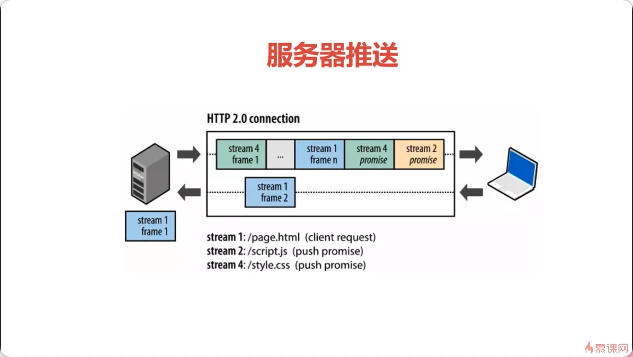 服务器推送
HTTP 2.0 connection
stream 4
frame 1
...
stream 1
frame n
stream 4
promise
stream 2
promise
stream 1
frame 2
stream 1
frame 1
stream 1: /page.html (client request)
stream 2: /script.js (push promise)
stream 4: /style.css (push promise)
慕课网